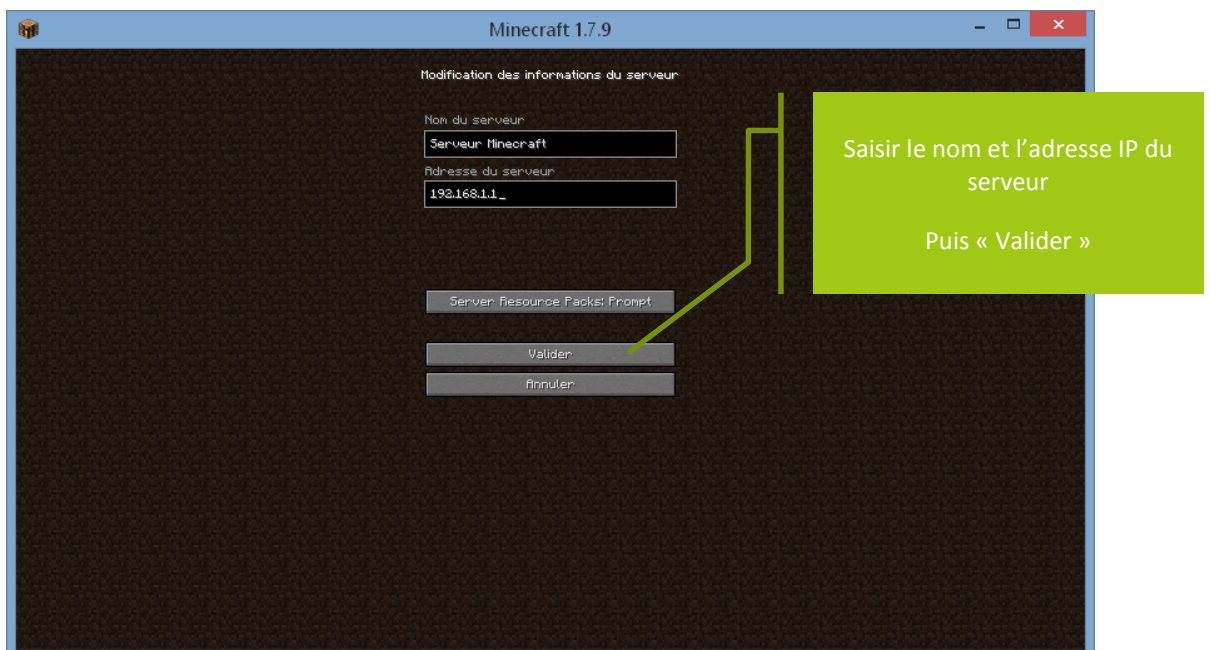 Minecraft 1.7.9
Modification des informations du serveur
Nom du serveur
Serveur Minecraft
Adresse du serveur
192.168.1.1_
Server Resource Packs: Prompt
Valider
Annuler
Saisir le nom et l’adresse IP du
serveur
Puis « Valider »